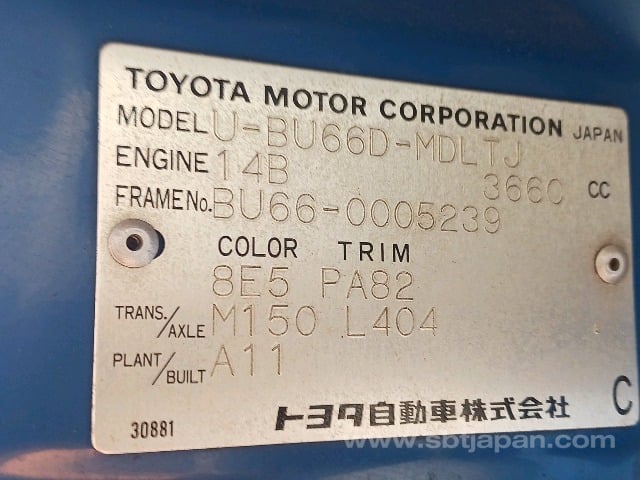 TOYOTA MOTOR CORPORATION JAPAN
MODEL U-BU66D-MDLTJ
ENGINE 14B 3660 CC
FRAME No. BU66-0005239
COLOR TRIM
8E5 PA82
TRANS./AXLE M150 L404
PLANT/BUILT A11
トヨタ自動車株式会社 C
30881
www.sbtjapan.com